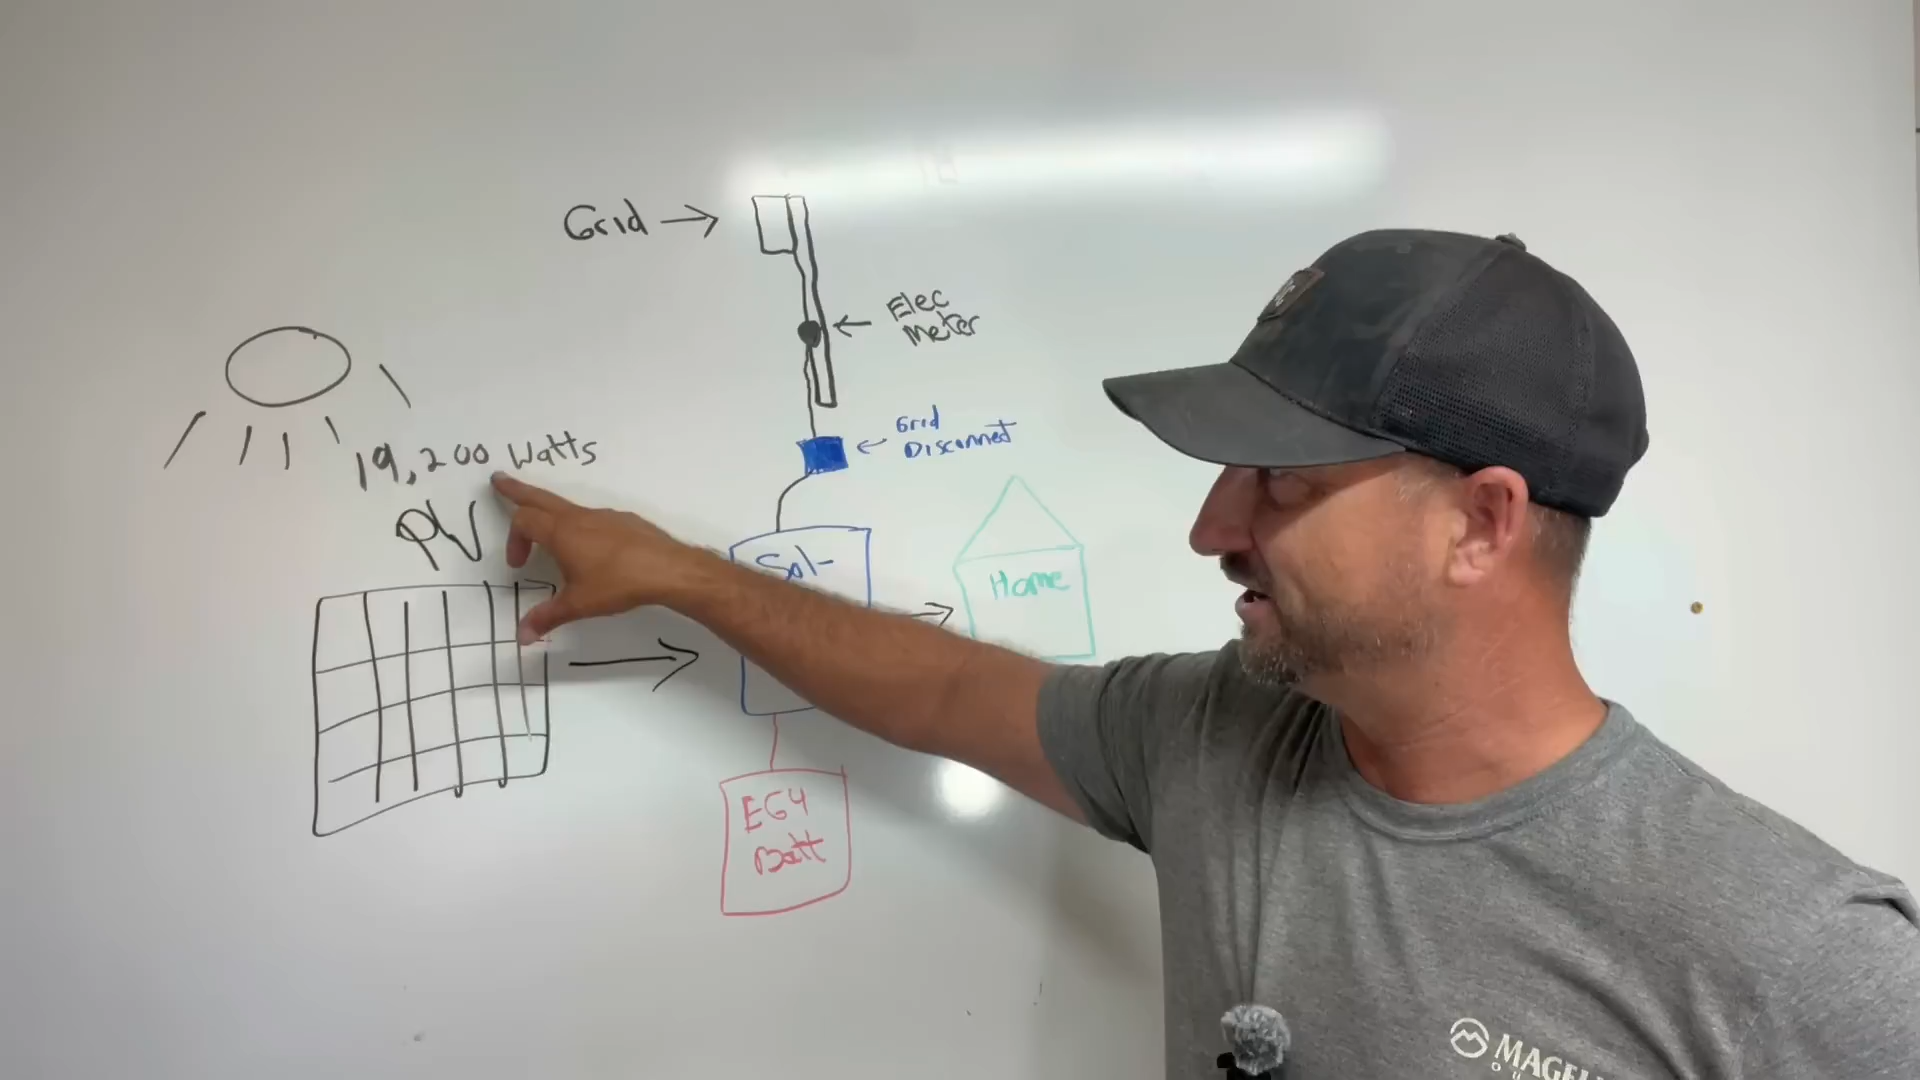 Grid
Elec
Meter
Grid
Disconnect
19,200 Watts
PV
Sol-
Home
EG4
Batt